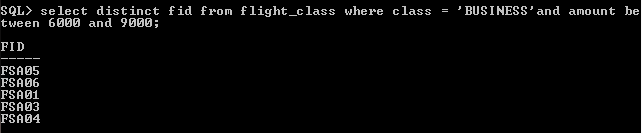 SQL> select distinct fid from flight_class where class = 'BUSINESS'and amount be
tween 6000 and 9000;
FID
-----
FSA05
FSA06
FSA01
FSA03
FSA04